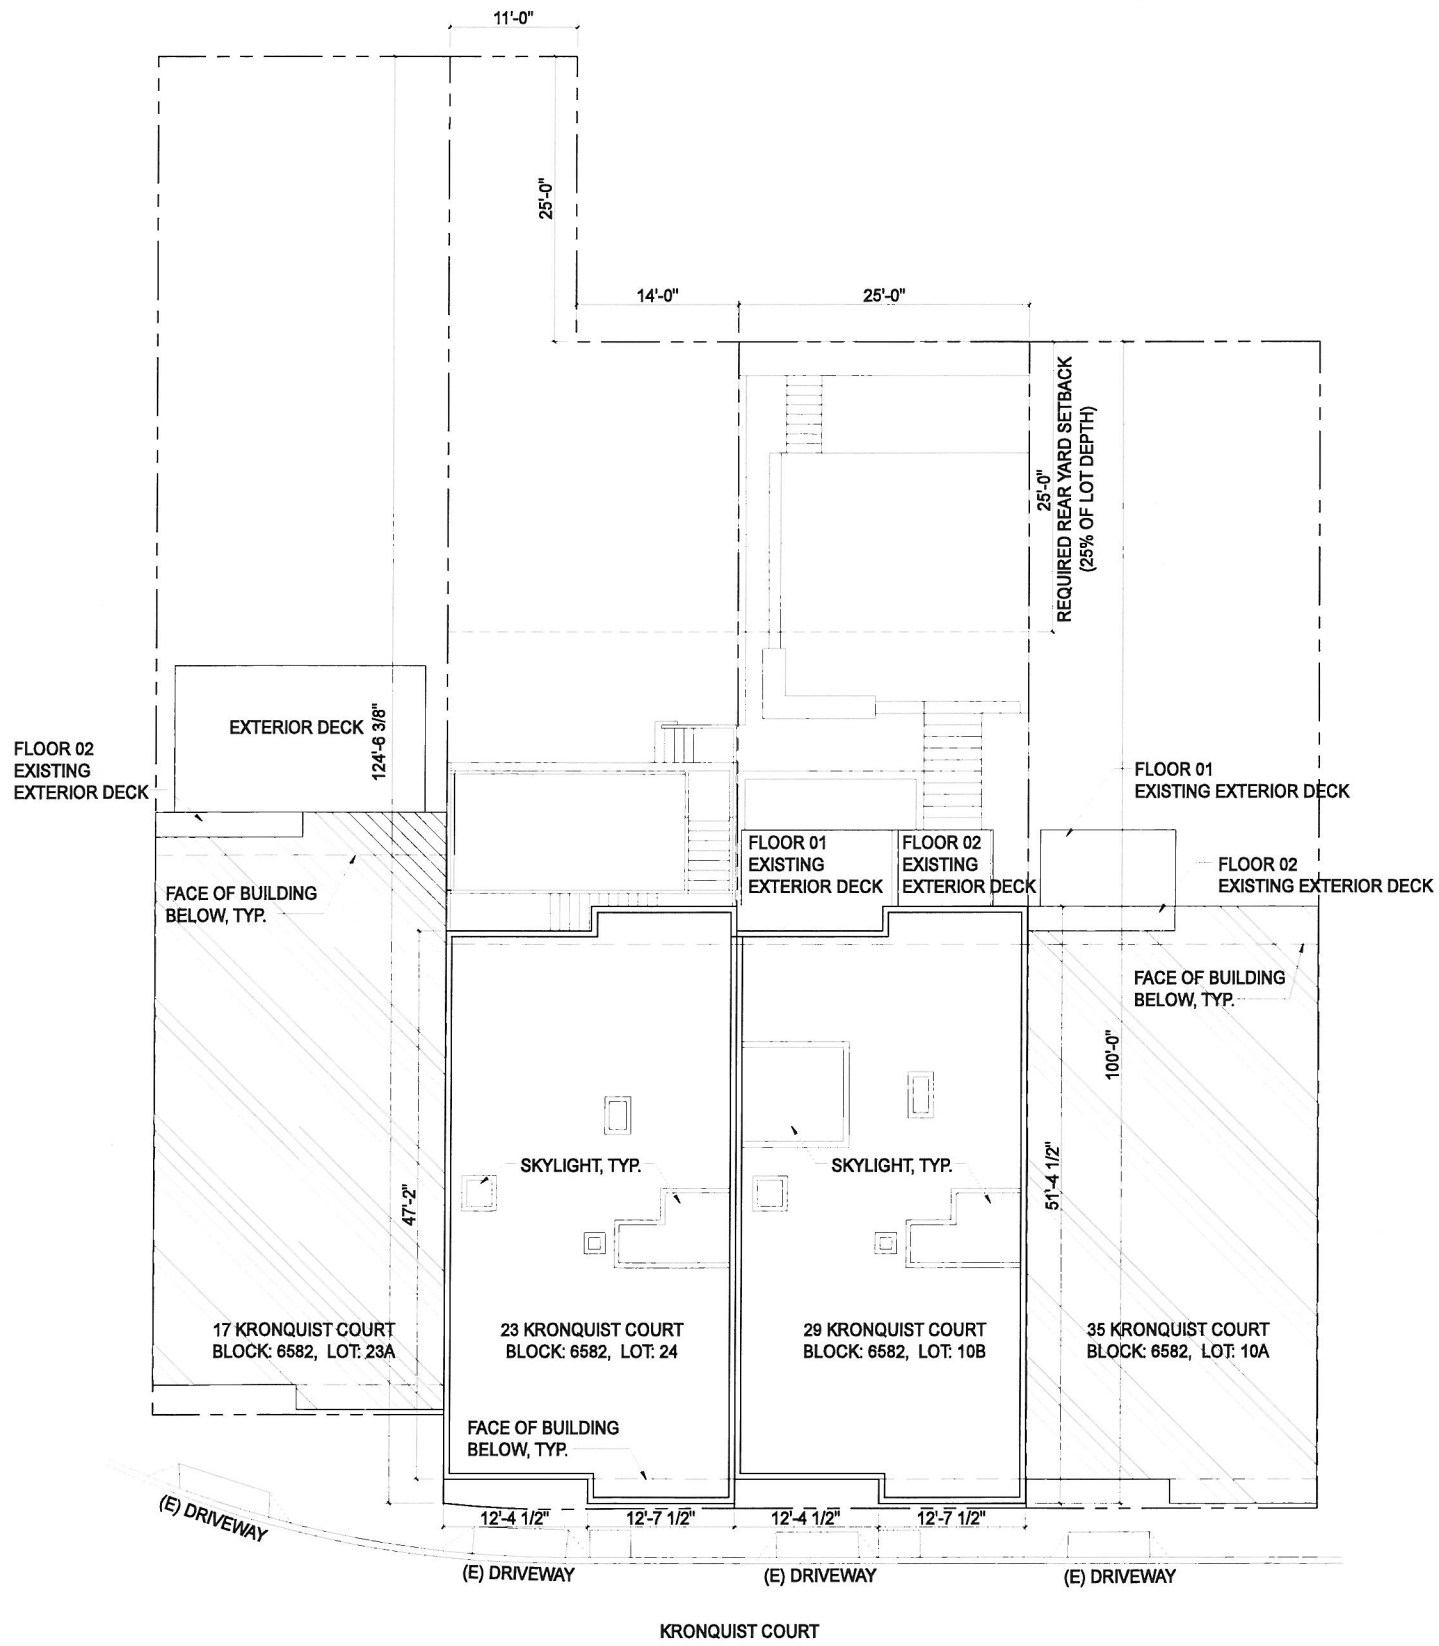 11'-0"
25'-0"
14'-0"
25'-0"
25'-0"
REQUIRED REAR YARD SETBACK
(25% OF LOT DEPTH)
EXTERIOR DECK
124'-6 3/8"
FLOOR 02
EXISTING
EXTERIOR DECK
FLOOR 01
EXISTING EXTERIOR DECK
FLOOR 01
EXISTING
EXTERIOR DECK
FLOOR 02
EXISTING
EXTERIOR DECK
FLOOR 02
EXISTING EXTERIOR DECK
FACE OF BUILDING
BELOW, TYP.
FACE OF BUILDING
BELOW, TYP.
100'-0"
SKYLIGHT, TYP.
SKYLIGHT, TYP.
47'-2"
51'-4 1/2"
17 KRONQUIST COURT
BLOCK: 6582, LOT: 23A
23 KRONQUIST COURT
BLOCK: 6582, LOT: 24
29 KRONQUIST COURT
BLOCK: 6582, LOT: 10B
35 KRONQUIST COURT
BLOCK: 6582, LOT: 10A
FACE OF BUILDING
BELOW, TYP.
12'-4 1/2"
12'-7 1/2"
12'-4 1/2"
12'-7 1/2"
(E) DRIVEWAY
(E) DRIVEWAY
(E) DRIVEWAY
(E) DRIVEWAY
KRONQUIST COURT